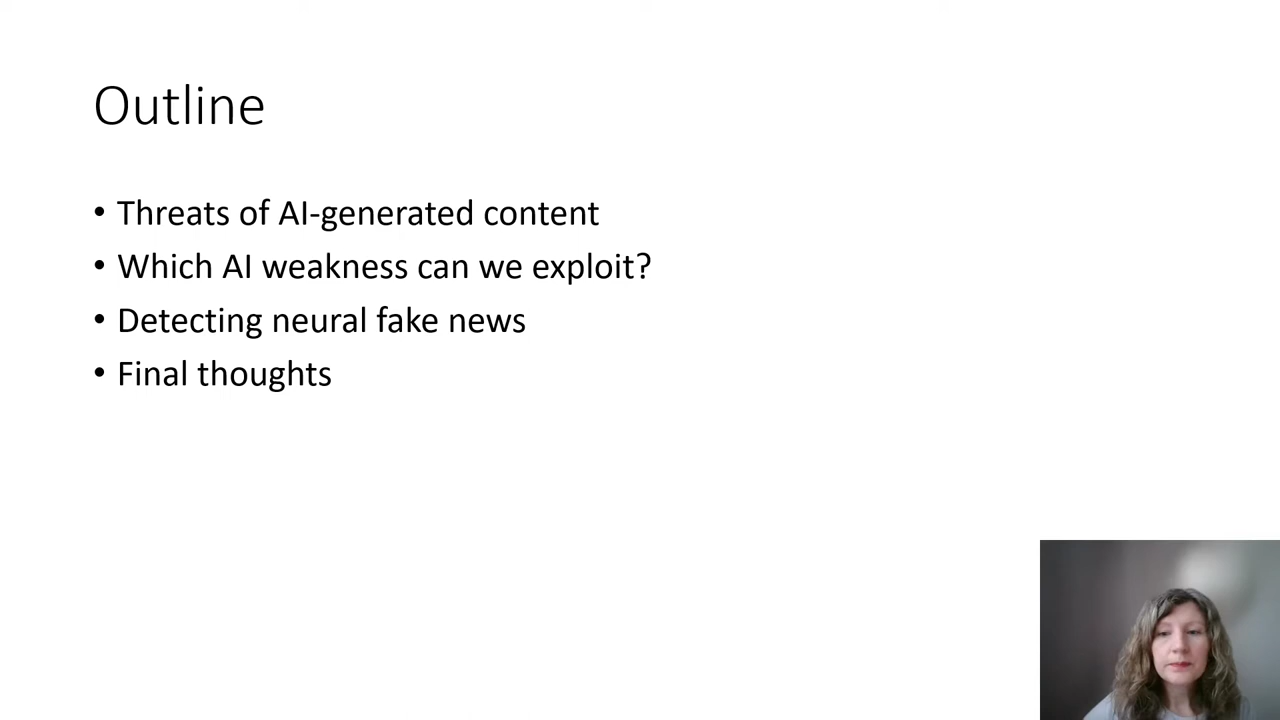 Outline
• Threats of AI-generated content
• Which AI weakness can we exploit?
• Detecting neural fake news
• Final thoughts